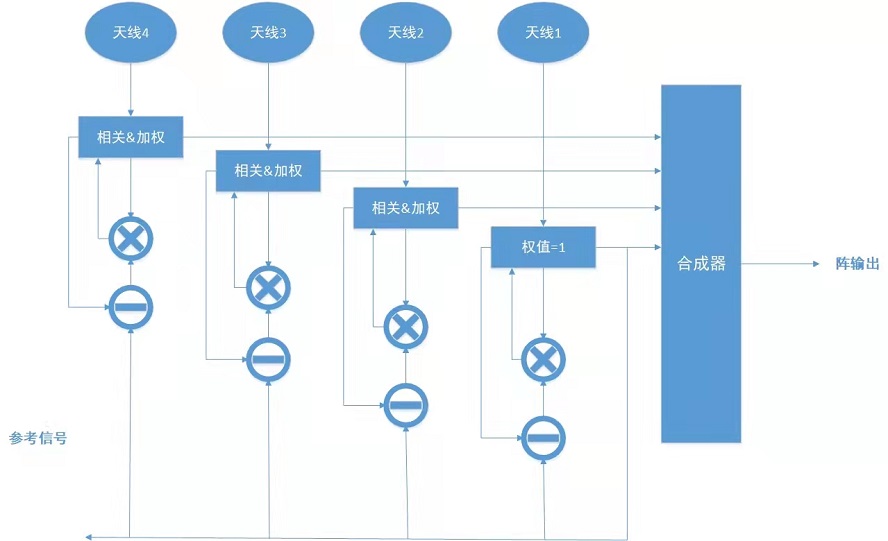 天线4
天线3
天线2
天线1
相关&加权
相关&加权
相关&加权
权值=1
合成器
阵输出
参考信号